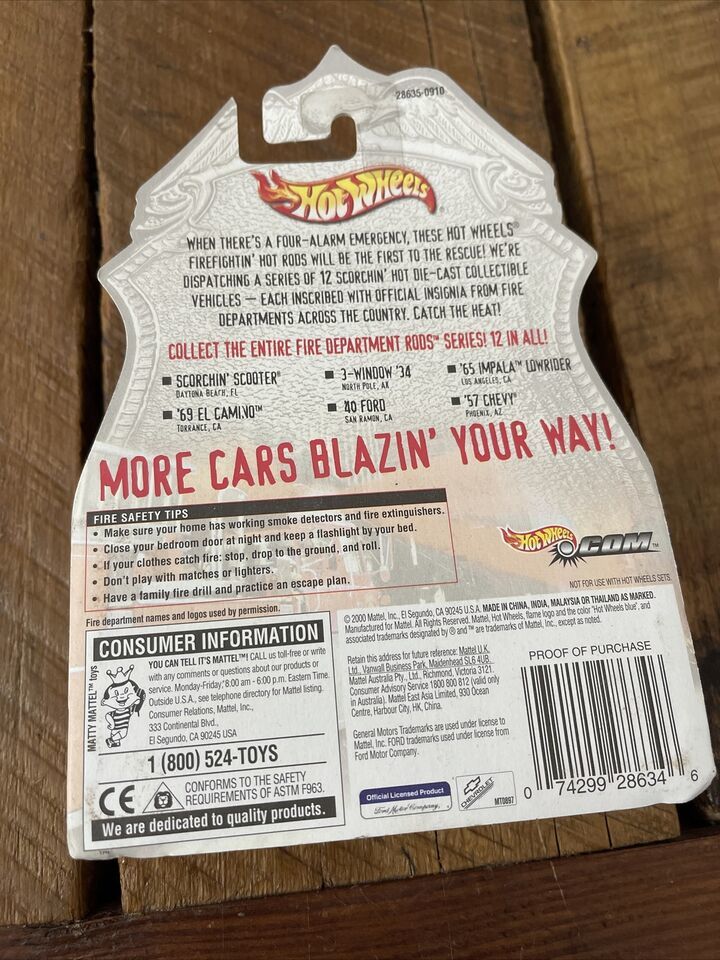 28635-0910
Hot Wheels®
WHEN THERE'S A FOUR-ALARM EMERGENCY, THESE HOT WHEELS®
FIREFIGHTIN' HOT RODS WILL BE THE FIRST TO THE RESCUE! WE'RE
DISPATCHING A SERIES OF 12 SCORCHIN' HOT DIE-CAST COLLECTIBLE
VEHICLES — EACH INSCRIBED WITH OFFICIAL INSIGNIA FROM FIRE
DEPARTMENTS ACROSS THE COUNTRY. CATCH THE HEAT!
COLLECT THE ENTIRE FIRE DEPARTMENT RODS™ SERIES! 12 IN ALL!
■ SCORCHIN' SCOOTER®
DAYTONA BEACH, FL
■ 3-WINDOW '34
NORTH POLE, AK
■ '65 IMPALA™ LOWRIDER
LOS ANGELES, CA
■ '69 EL CAMINO™
TORRANCE, CA
■ '40 FORD
SAN RAMON, CA
■ '57 CHEVY®
PHOENIX, AZ
MORE CARS BLAZIN' YOUR WAY!
FIRE SAFETY TIPS
• Make sure your home has working smoke detectors and fire extinguishers.
• Close your bedroom door at night and keep a flashlight by your bed.
• If your clothes catch fire: stop, drop to the ground, and roll.
• Don't play with matches or lighters.
• Have a family fire drill and practice an escape plan.
Fire department names and logos used by permission.
Hot Wheels.COM™
NOT FOR USE WITH HOT WHEELS SETS.
CONSUMER INFORMATION
MATTY MATTEL™ toys
YOU CAN TELL IT'S MATTEL™! CALL us toll-free or write
with any comments or questions about our products or
service. Monday-Friday, 8:00 am - 6:00 p.m. Eastern Time.
Outside U.S.A., see telephone directory for Mattel listing.
Consumer Relations, Mattel, Inc.,
333 Continental Blvd.,
El Segundo, CA 90245 USA
1 (800) 524-TOYS
CE
CONFORMS TO THE SAFETY
REQUIREMENTS OF ASTM F963.
We are dedicated to quality products.
© 2000 Mattel, Inc., El Segundo, CA 90245 U.S.A. MADE IN CHINA, INDIA, MALAYSIA OR THAILAND AS MARKED.
Manufactured for Mattel. All Rights Reserved. Mattel, Hot Wheels, flame logo and the color "Hot Wheels blue", and
associated trademarks designated by ® and ™ are trademarks of Mattel, Inc., except as noted.
Retain this address for future reference: Mattel U.K.
Ltd., Vanwall Business Park, Maidenhead SL6 4UB.
Mattel Australia Pty., Ltd., Richmond, Victoria 3121.
Consumer Advisory Service 1800 800 812 (valid only
in Australia). Mattel East Asia Limited, 930 Ocean
Centre, Harbour City, HK, China.
General Motors Trademarks are used under license to
Mattel, Inc. FORD trademarks used under license from
Ford Motor Company.
Official Licensed Product
Ford Motor Company,
CHEVROLET
MT0897
PROOF OF PURCHASE
0 74299 28634 6